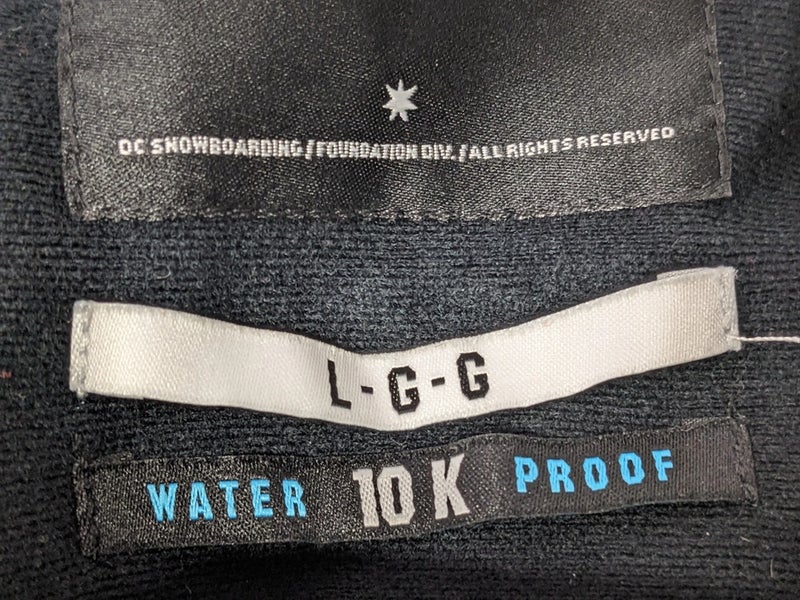 DC SNOWBOARDING/FOUNDATION DIV./ALL RIGHTS RESERVED
L-G-G
WATER 10K PROOF